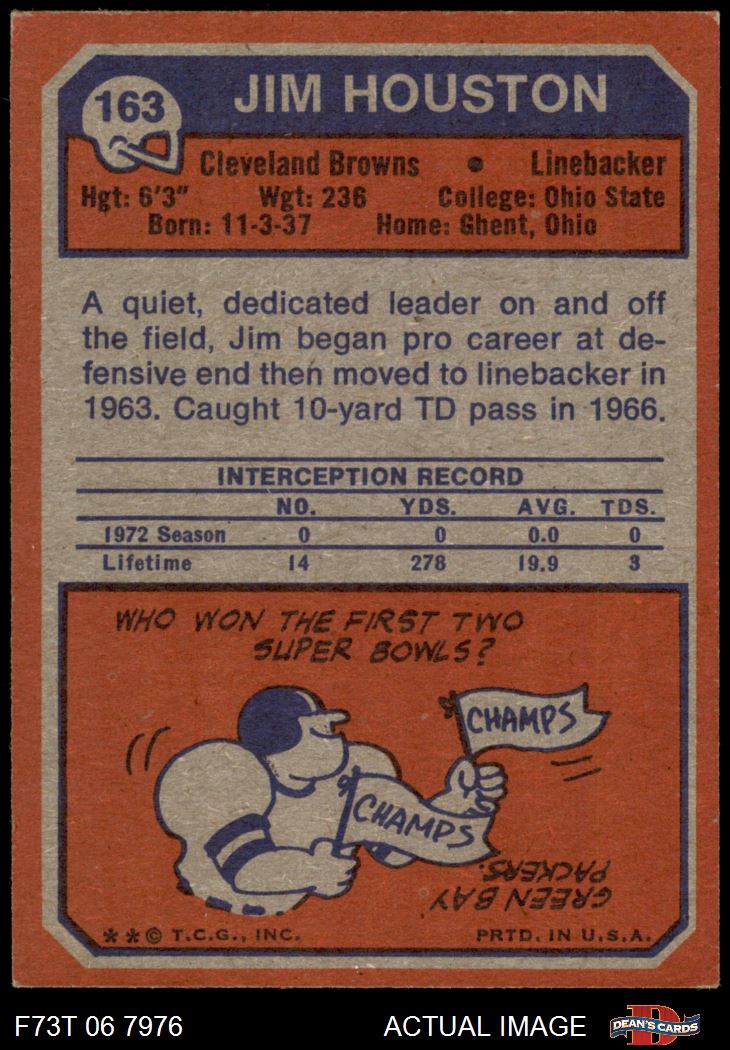 163
JIM HOUSTON
Cleveland Browns • Linebacker
Hgt: 6'3" Wgt: 236 College: Ohio State
Born: 11-3-37 Home: Ghent, Ohio
A quiet, dedicated leader on and off
the field, Jim began pro career at de-
fensive end then moved to linebacker in
1963. Caught 10-yard TD pass in 1966.
INTERCEPTION RECORD
NO. YDS. AVG. TDS.
1972 Season 0 0 0.0 0
Lifetime 14 278 19.9 3
WHO WON THE FIRST TWO
SUPER BOWLS?
CHAMPS
CHAMPS
GREEN BAY
PACKERS.
** © T.C.G., INC. PRTD. IN U.S.A.
F73T 06 7976 ACTUAL IMAGE
D
DEAN'S CARDS